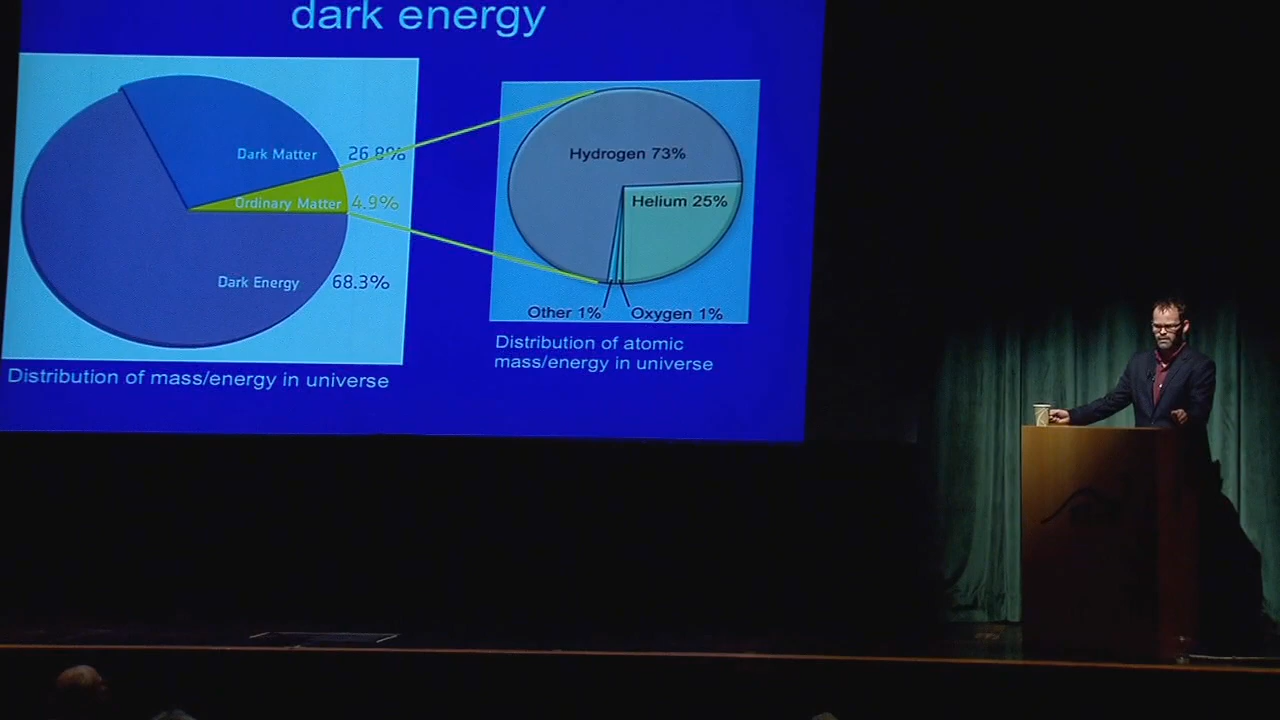 dark energy
Dark Matter 26.8%
Ordinary Matter 4.9%
Dark Energy 68.3%
Distribution of mass/energy in universe
Hydrogen 73%
Helium 25%
Other 1% Oxygen 1%
Distribution of atomic
mass/energy in universe